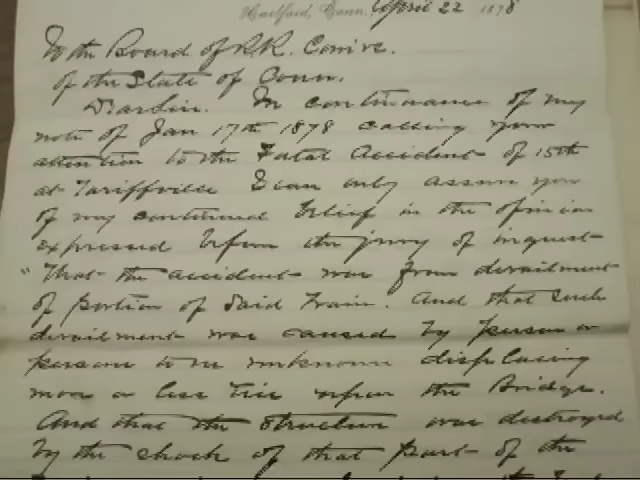 Hartford, Conn., April 22 1878
To the Board of R.R. Com'rs.
of the State of Conn.
Dear Sir. In continuance of my
note of Jan 17th 1878 calling your
attention to the Fatal Accident of 15th
at Tariffville I can only assure you
of my continued belief in the opinion
expressed before the jury of inquest
"That the accident was from derailment
of portion of said train. And that such
derailment was caused by person or
persons to me unknown displacing
more or less ties upon the Bridge.
And that the structure was destroyed
by the shock of that part of the